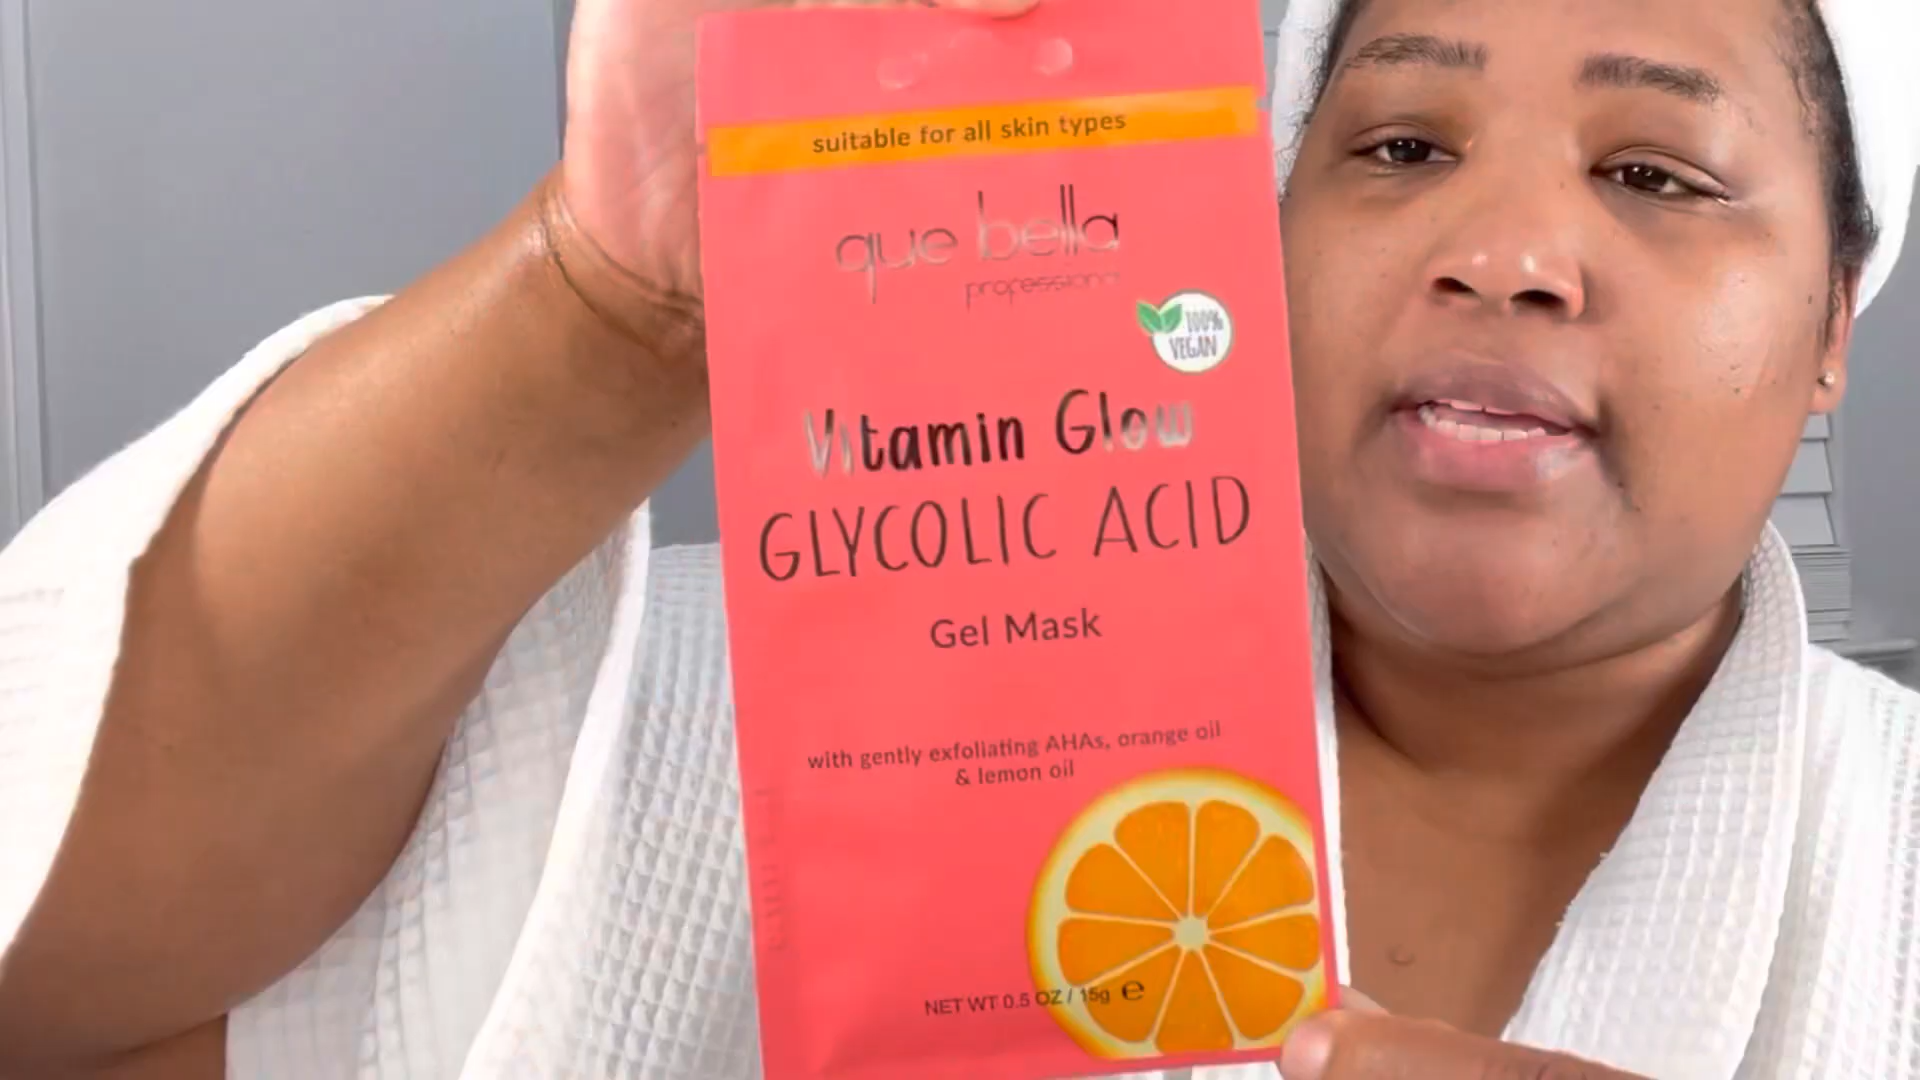 suitable for all skin types
que bella
professional
100%
VEGAN
Vitamin Glow
GLYCOLIC ACID
Gel Mask
with gently exfoliating AHAs, orange oil
& lemon oil
NET WT 0.5 OZ / 15g ℮